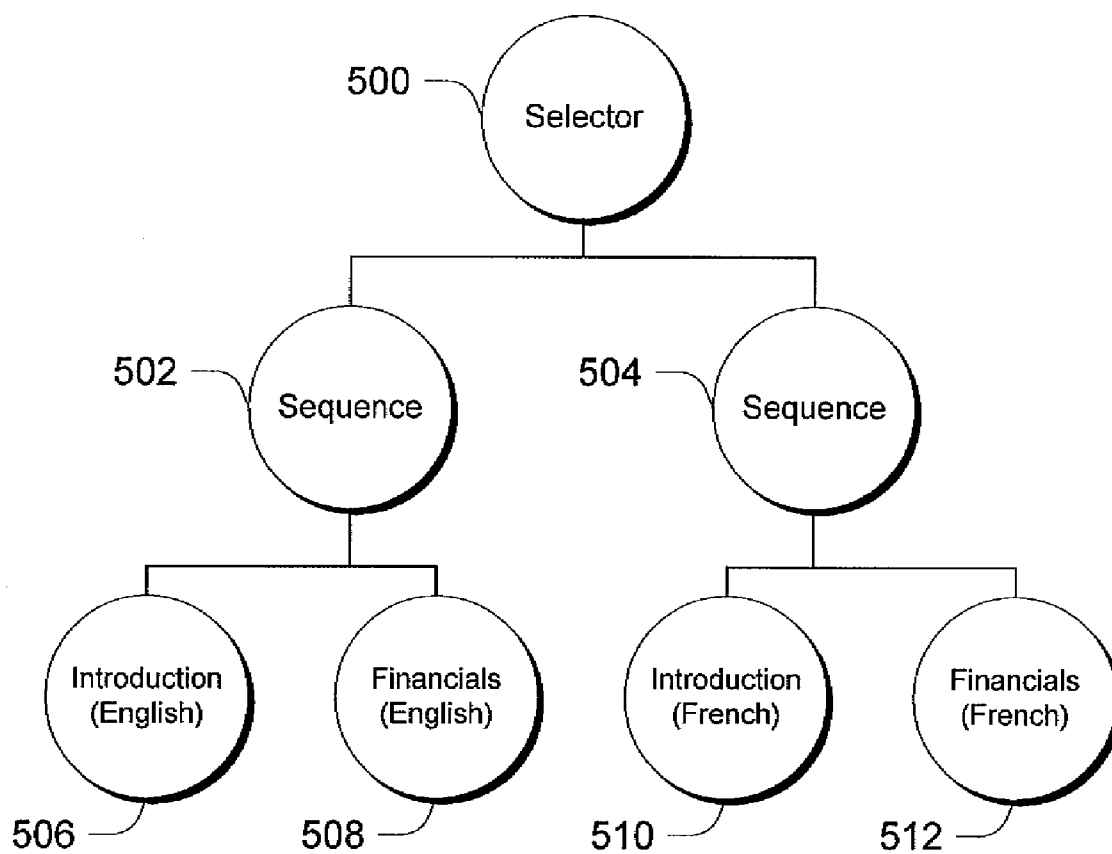 500
Selector
502
Sequence
504
Sequence
Introduction
(English)
Financials
(English)
Introduction
(French)
Financials
(French)
506
508
510
512